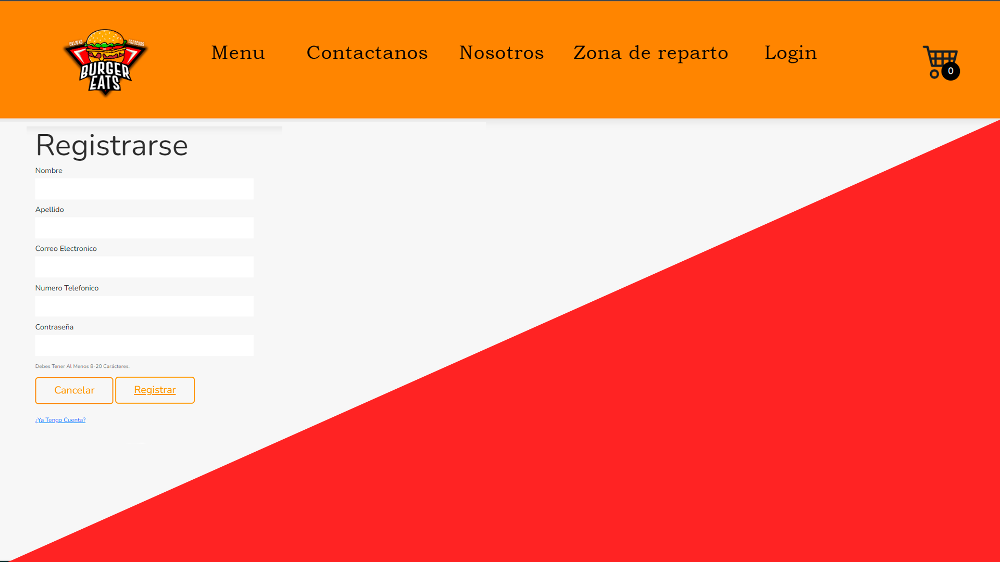 CALIDAD FRESCURA
BURGER
EATS
Menu Contactanos Nosotros Zona de reparto Login
0
Registrarse
Nombre
Apellido
Correo Electronico
Numero Telefonico
Contraseña
Debes Tener Al Menos 8-20 Carácteres.
Cancelar Registrar
¿Ya Tengo Cuenta?